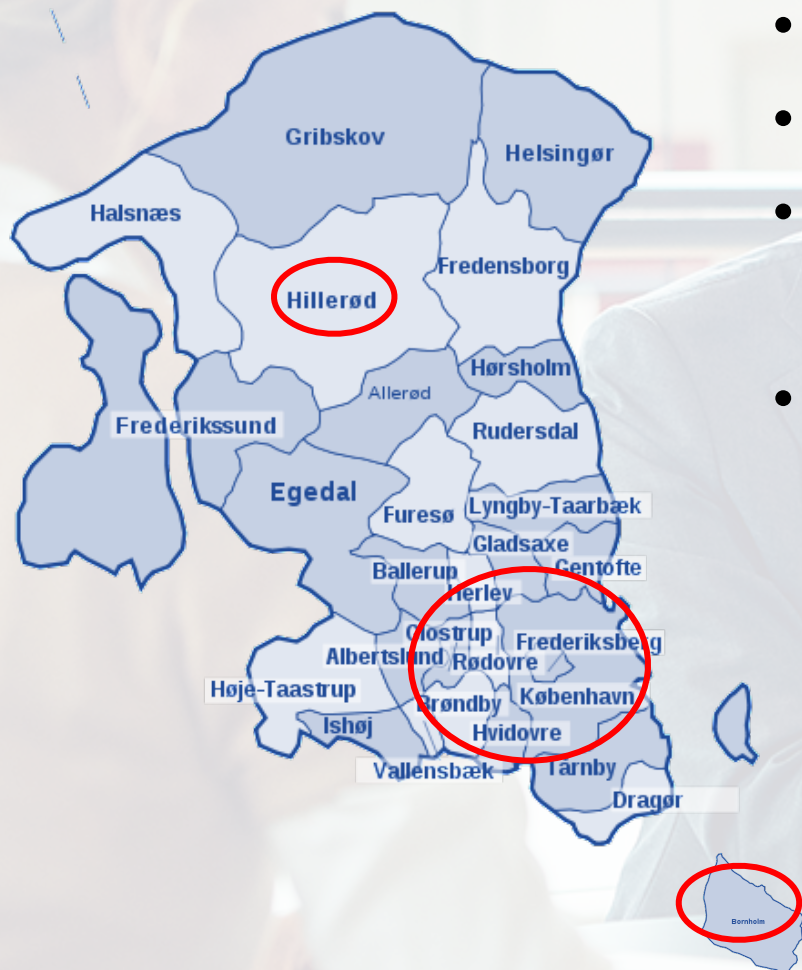 •
•
•
•
Gribskov
Helsingør
Halsnæs
Fredensborg
Hillerød
Hørsholm
Allerød
Frederikssund
Rudersdal
Egedal
Lyngby-Taarbæk
Furesø
Gladsaxe
Ballerup
Gentofte
Herlev
Glostrup
Frederiksberg
Albertslund
Rødovre
Høje-Taastrup
København
Brøndby
Ishøj
Hvidovre
Vallensbæk
Tårnby
Dragør
Bornholm